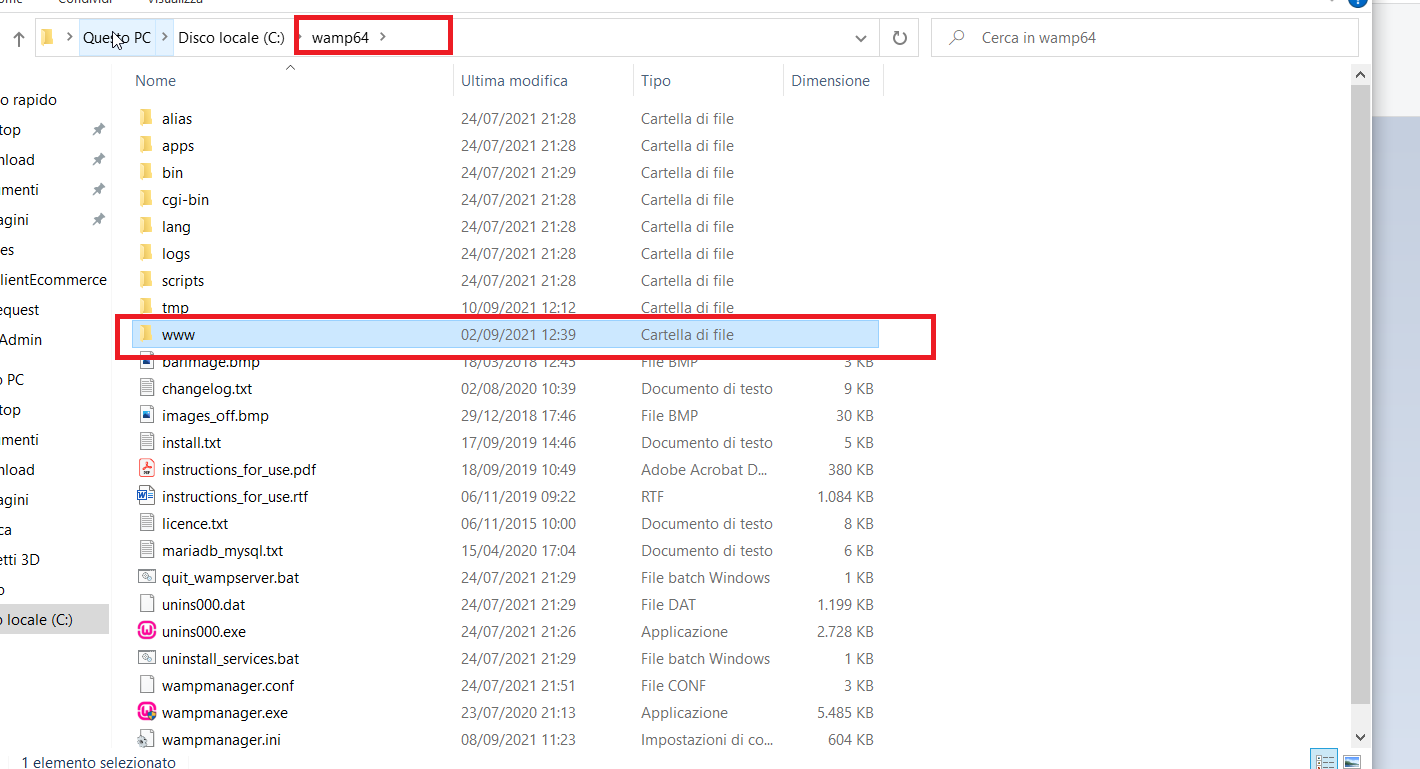 Condividi
Questo PC > Disco locale (C:) > wamp64 >
Cerca in wamp64
Nome Ultima modifica Tipo Dimensione
o rapido
top
nload
menti
agini
es
lientEcommerce
equest
Admin
o PC
top
menti
nload
agini
ca
etti 3D
o
o locale (C:)
alias 24/07/2021 21:28 Cartella di file
apps 24/07/2021 21:28 Cartella di file
bin 24/07/2021 21:29 Cartella di file
cgi-bin 24/07/2021 21:28 Cartella di file
lang 24/07/2021 21:28 Cartella di file
logs 24/07/2021 21:28 Cartella di file
scripts 24/07/2021 21:28 Cartella di file
tmp 10/09/2021 12:12 Cartella di file
www 02/09/2021 12:39 Cartella di file
barimage.bmp 18/03/2018 12:45 File BMP 3 KB
changelog.txt 02/08/2020 10:39 Documento di testo 9 KB
images_off.bmp 29/12/2018 17:46 File BMP 30 KB
install.txt 17/09/2019 14:46 Documento di testo 5 KB
instructions_for_use.pdf 18/09/2019 10:49 Adobe Acrobat D... 380 KB
instructions_for_use.rtf 06/11/2019 09:22 RTF 1.084 KB
licence.txt 06/11/2015 10:00 Documento di testo 8 KB
mariadb_mysql.txt 15/04/2020 17:04 Documento di testo 6 KB
quit_wampserver.bat 24/07/2021 21:29 File batch Windows 1 KB
unins000.dat 24/07/2021 21:29 File DAT 1.199 KB
unins000.exe 24/07/2021 21:26 Applicazione 2.728 KB
uninstall_services.bat 24/07/2021 21:29 File batch Windows 1 KB
wampmanager.conf 24/07/2021 21:51 File CONF 3 KB
wampmanager.exe 23/07/2020 21:13 Applicazione 5.485 KB
wampmanager.ini 08/09/2021 11:23 Impostazioni di co... 604 KB
1 elemento selezionato